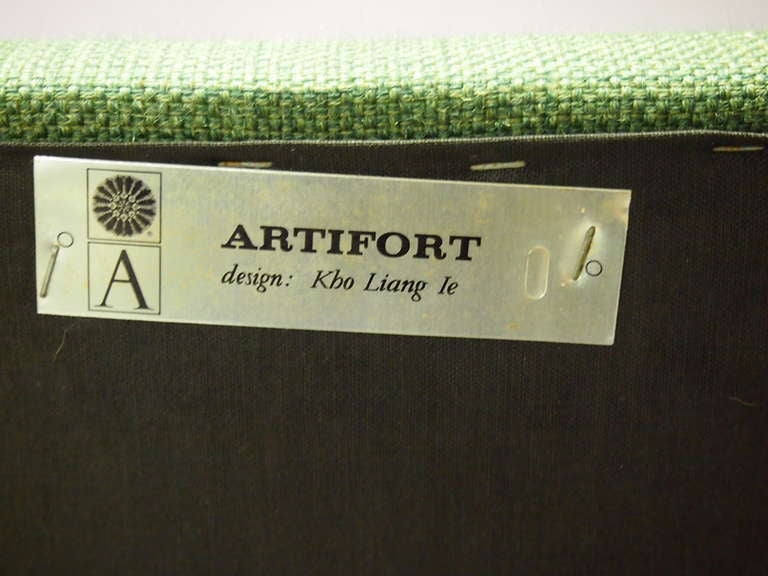 ARTIFORT
design: Kho Liang Ie
A